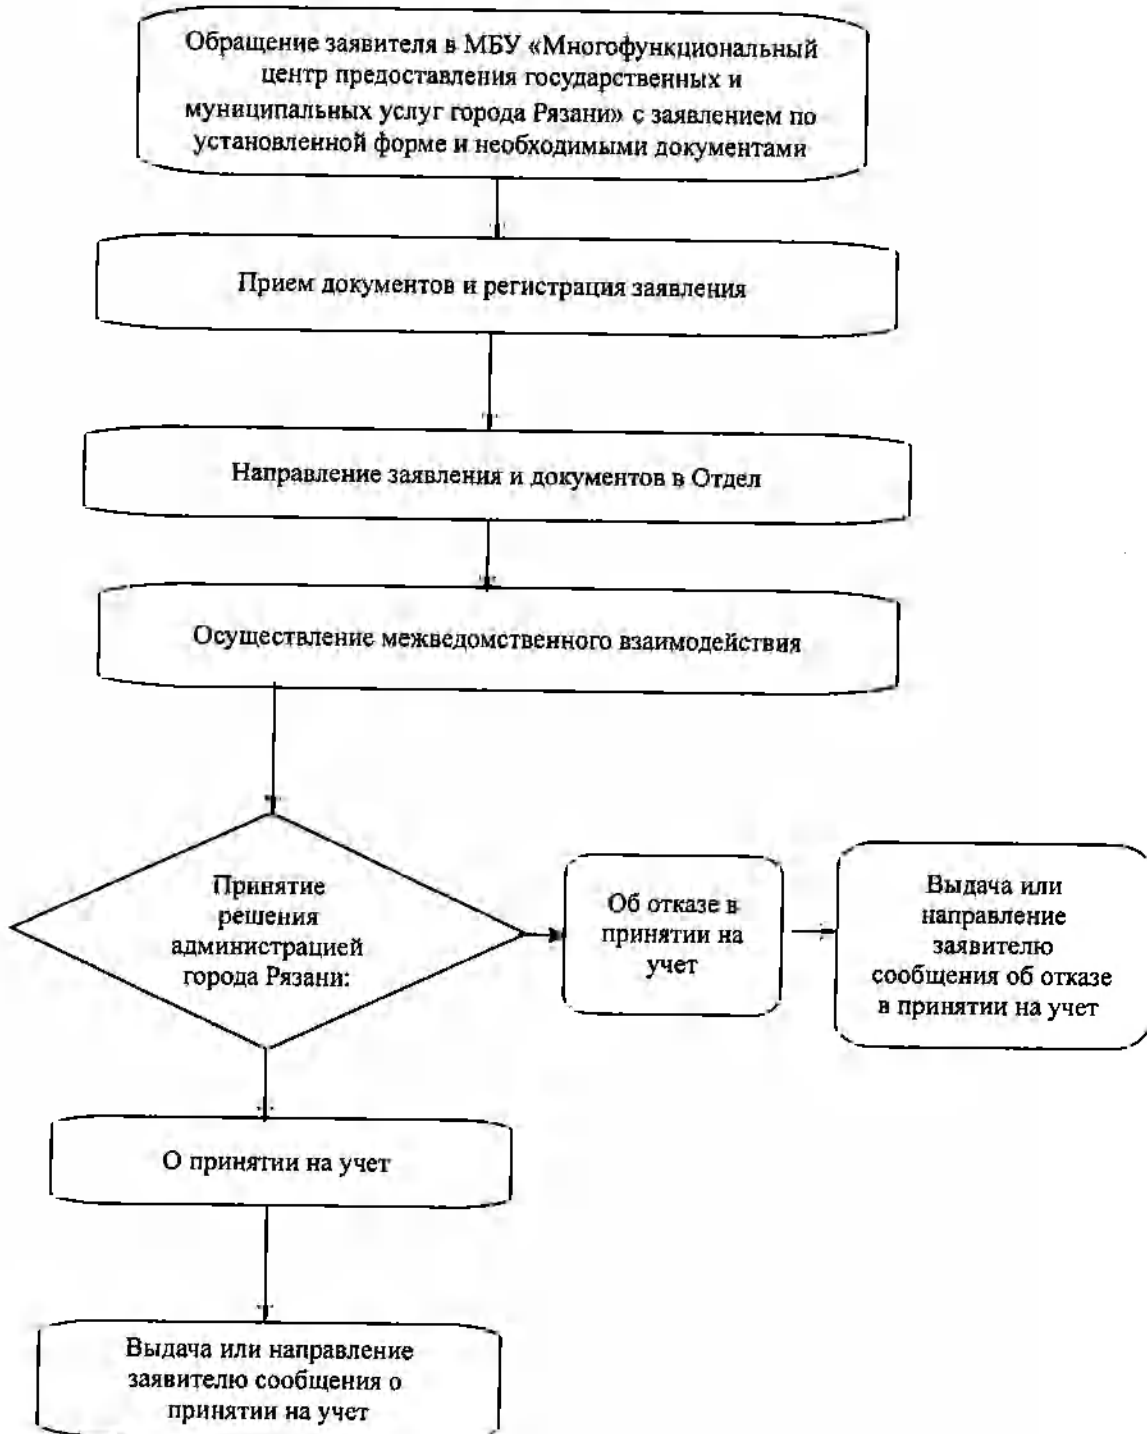 Обращение заявителя в МБУ «Многофункциональный
центр предоставления государственных и
муниципальных услуг города Рязани» с заявлением по
установленной форме и необходимыми документами
Прием документов и регистрация заявления
Направление заявления и документов в Отдел
Осуществление межведомственного взаимодействия
Принятие
решения
администрацией
города Рязани:
Об отказе в
принятии на
учет
Выдача или
направление
заявителю
сообщения об отказе
в принятии на учет
О принятии на учет
Выдача или направление
заявителю сообщения о
принятии на учет